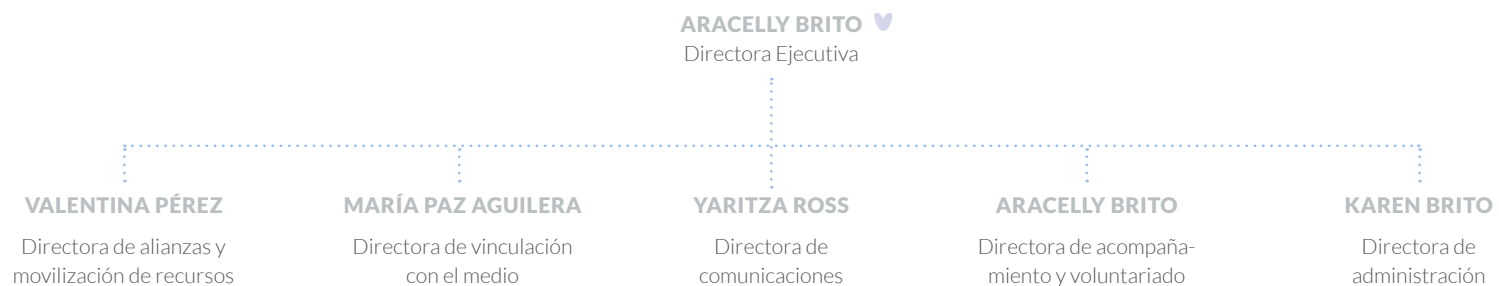 ARACELLY BRITO
Directora Ejecutiva
VALENTINA PÉREZ
Directora de alianzas y
movilización de recursos
MARÍA PAZ AGUILERA
Directora de vinculación
con el medio
YARITZA ROSS
Directora de
comunicaciones
ARACELLY BRITO
Directora de acompaña-
miento y voluntariado
KAREN BRITO
Directora de
administración